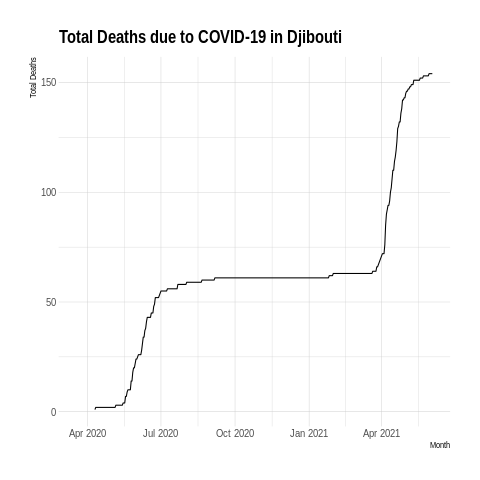 Total Deaths due to COVID-19 in Djibouti
Total Deaths
150
100
50
0
Apr 2020 Jul 2020 Oct 2020 Jan 2021 Apr 2021
Month